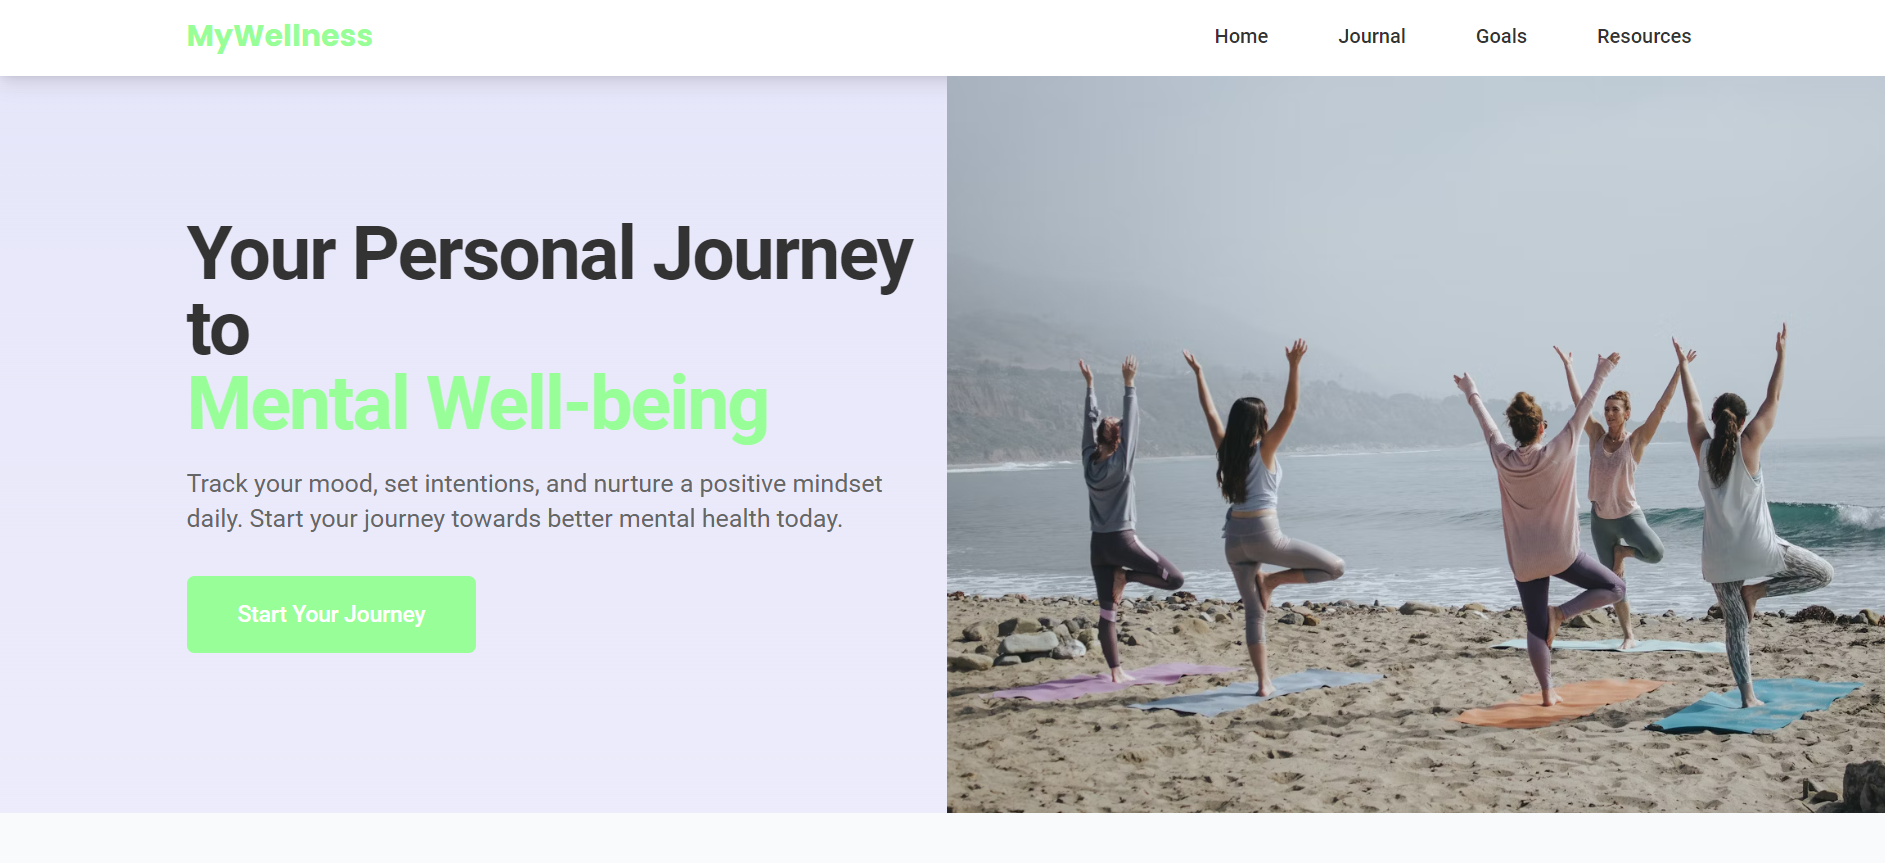 MyWellness
Home
Journal
Goals
Resources
Your Personal Journey
to
Mental Well-being
Track your mood, set intentions, and nurture a positive mindset
daily. Start your journey towards better mental health today.
Start Your Journey